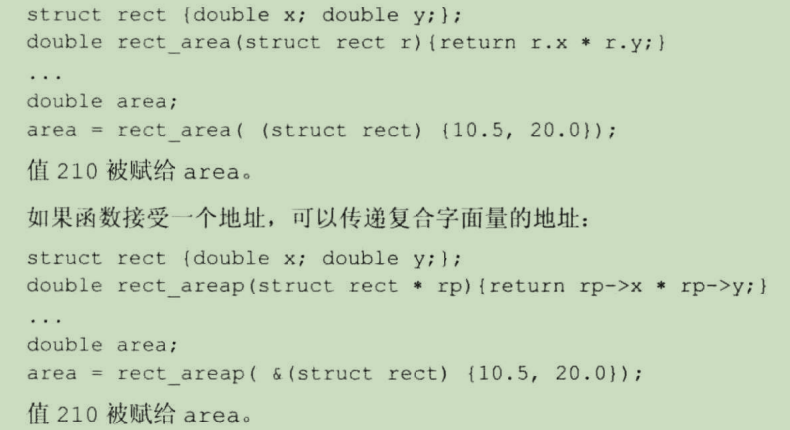 struct rect {double x; double y;};
double rect_area(struct rect r){return r.x * r.y;}
...
double area;
area = rect_area( (struct rect) {10.5, 20.0});
值 210 被赋给 area。
如果函数接受一个地址，可以传递复合字面量的地址：
struct rect {double x; double y;};
double rect_areap(struct rect * rp){return rp->x * rp->y;}
...
double area;
area = rect_areap( &(struct rect) {10.5, 20.0});
值 210 被赋给 area。